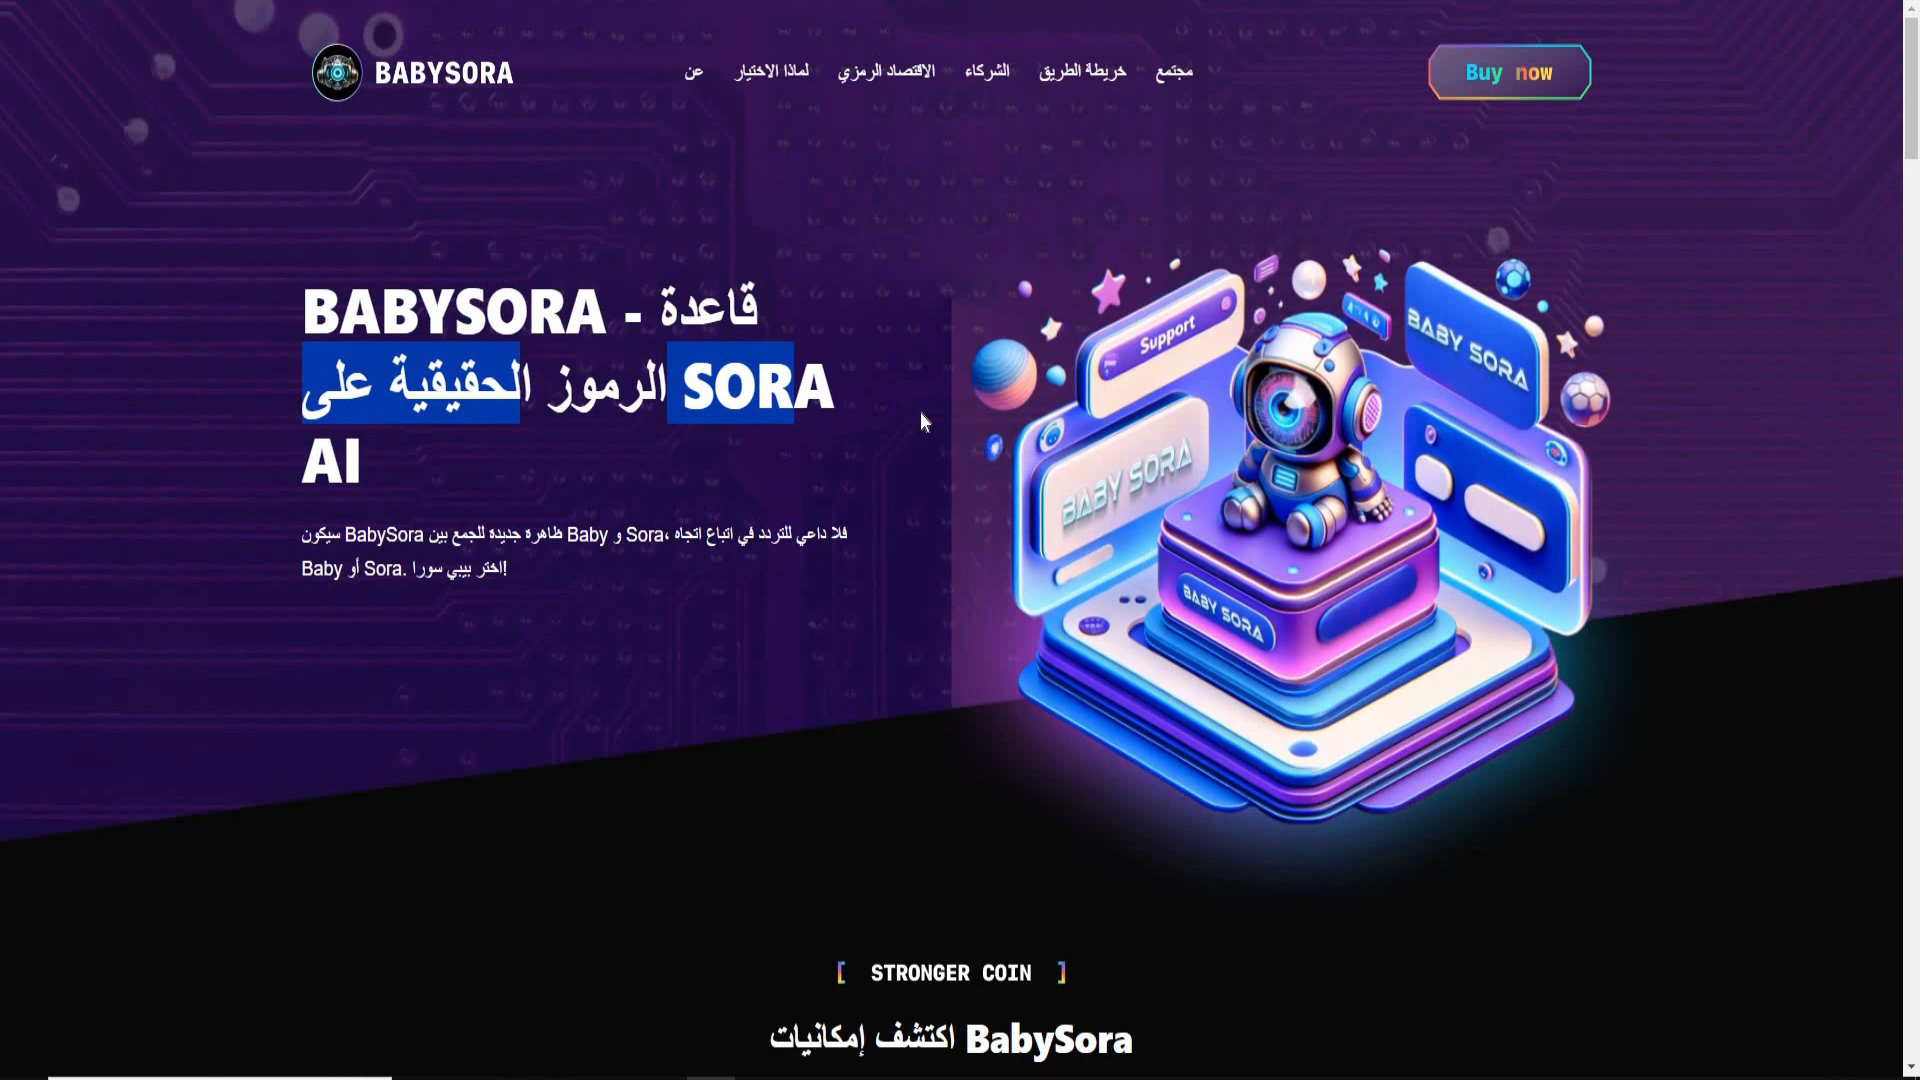 BABYSORA
عن
لماذا الاختيار
الاقتصاد الرمزي
الشركاء
خريطة الطريق
مجتمع
Buy now
BABYSORA - قاعدة
الرموز الحقيقية على SORA
AI
سيكون BabySora ظاهرة جديدة للجمع بين Baby و Sora، فلا داعي للتردد في اتباع اتجاه
Baby أو Sora. اختر بيبي سورا!
Support
BABY SORA
BABY SORA
BABY SORA
[ STRONGER COIN ]
اكتشف إمكانيات BabySora